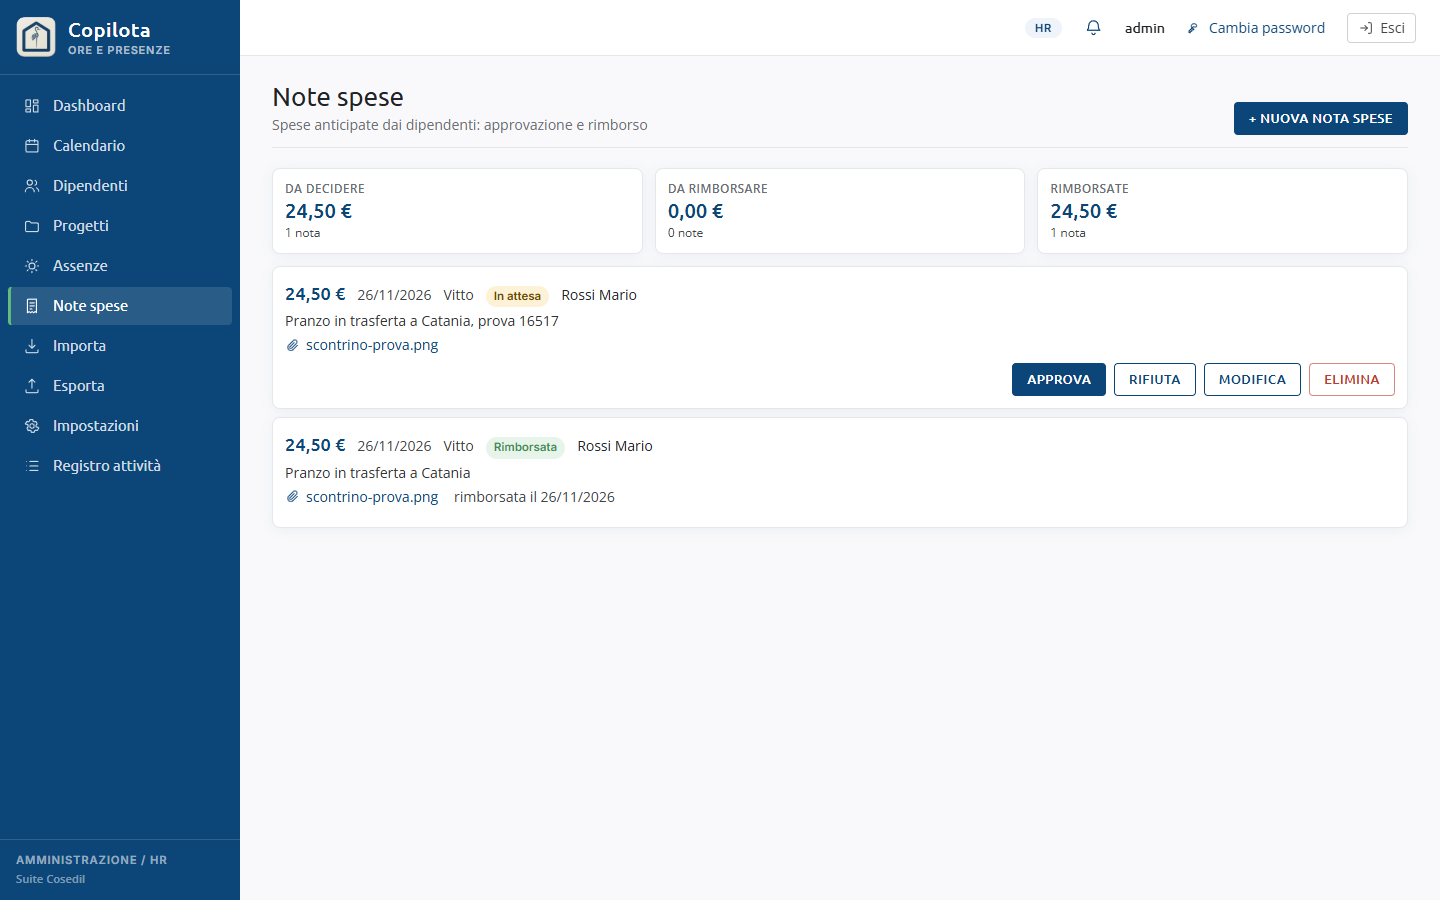 Copilota
ORE E PRESENZE
HR
admin
Cambia password
Esci
Dashboard
Calendario
Dipendenti
Progetti
Assenze
Note spese
Importa
Esporta
Impostazioni
Registro attività
AMMINISTRAZIONE / HR
Suite Cosedil
Note spese
Spese anticipate dai dipendenti: approvazione e rimborso
+ NUOVA NOTA SPESE
DA DECIDERE
24,50 €
1 nota
DA RIMBORSARE
0,00 €
0 note
RIMBORSATE
24,50 €
1 nota
24,50 € 26/11/2026 Vitto In attesa Rossi Mario
Pranzo in trasferta a Catania, prova 16517
scontrino-prova.png
APPROVA RIFIUTA MODIFICA ELIMINA
24,50 € 26/11/2026 Vitto Rimborsata Rossi Mario
Pranzo in trasferta a Catania
scontrino-prova.png rimborsata il 26/11/2026